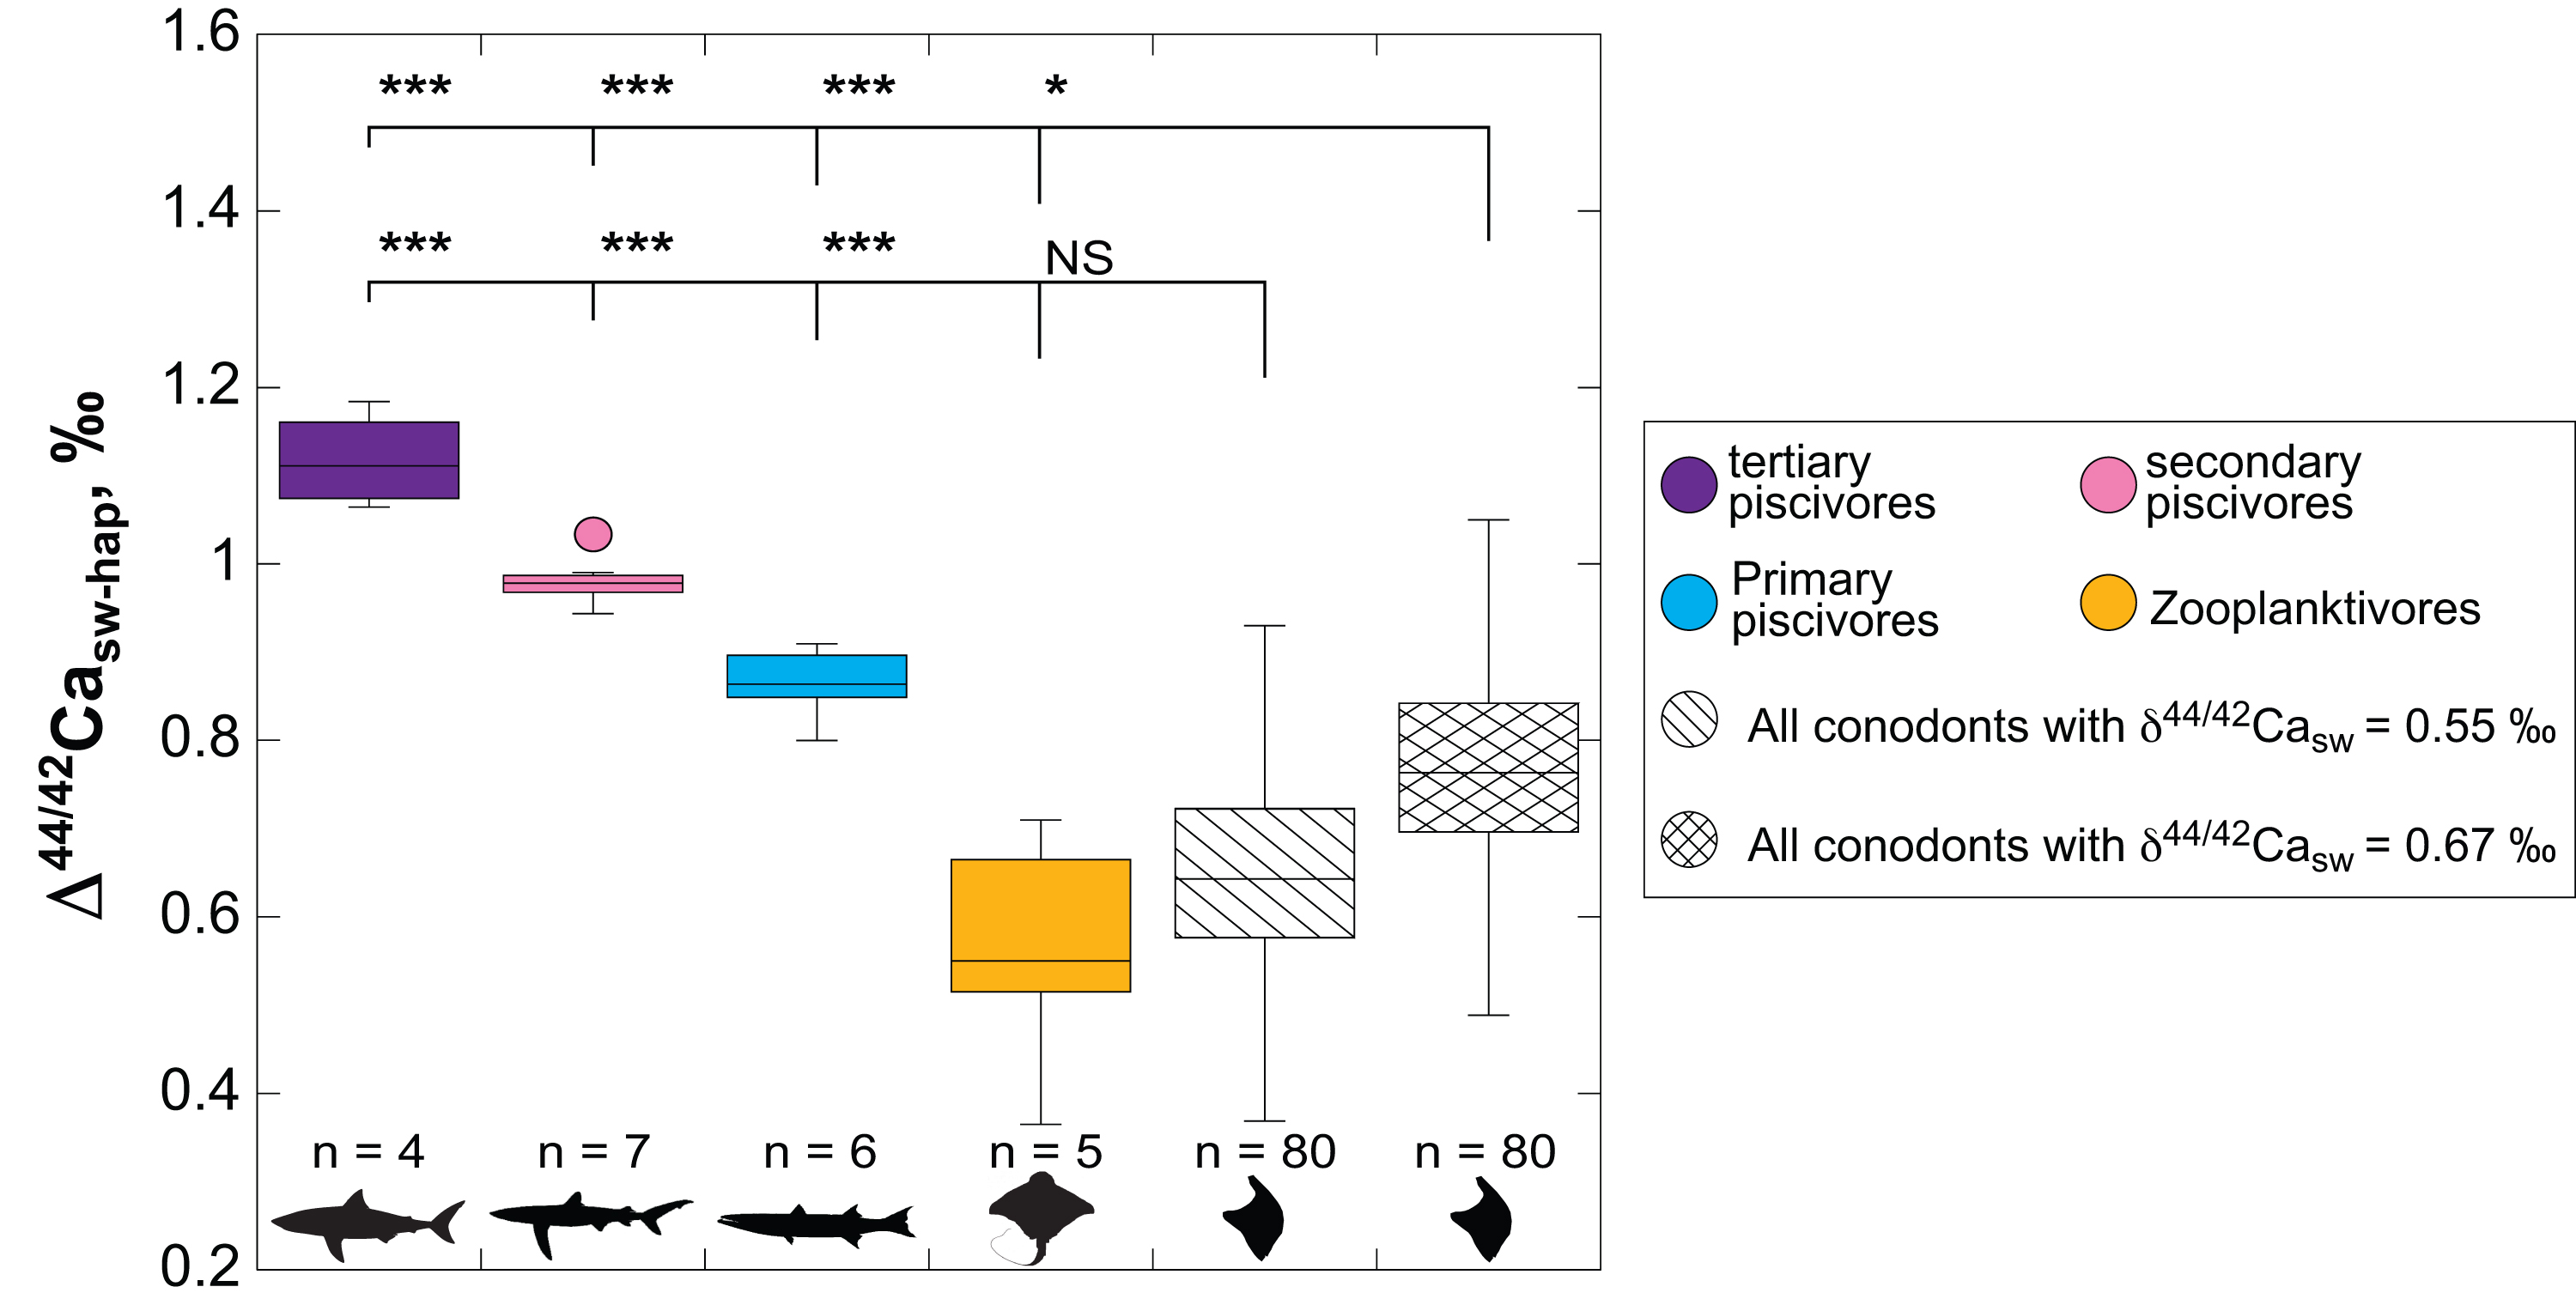 1.6
1.4
1.2
1
0.8
0.6
0.4
0.2
Δ44/42Casw-hap, ‰
*** *** *** *
*** *** *** NS
n = 4 n = 7 n = 6 n = 5 n = 80 n = 80
tertiary
piscivores
secondary
piscivores
Primary
piscivores
Zooplanktivores
All conodonts with δ44/42Casw = 0.55 ‰
All conodonts with δ44/42Casw = 0.67 ‰